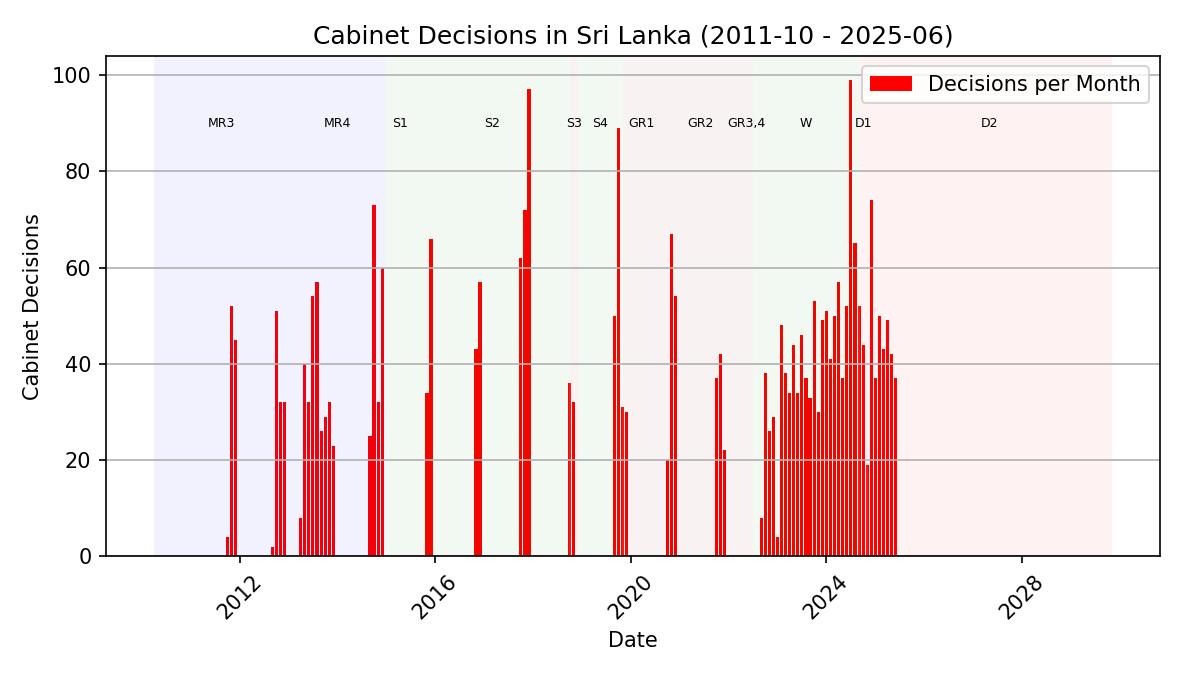 Cabinet Decisions in Sri Lanka (2011-10 - 2025-06)
Decisions per Month
100
80
60
40
20
0
Cabinet Decisions
MR3 MR4 S1 S2 S3 S4 GR1 GR2 GR3,4 W D1 D2
2012 2016 2020 2024 2028
Date